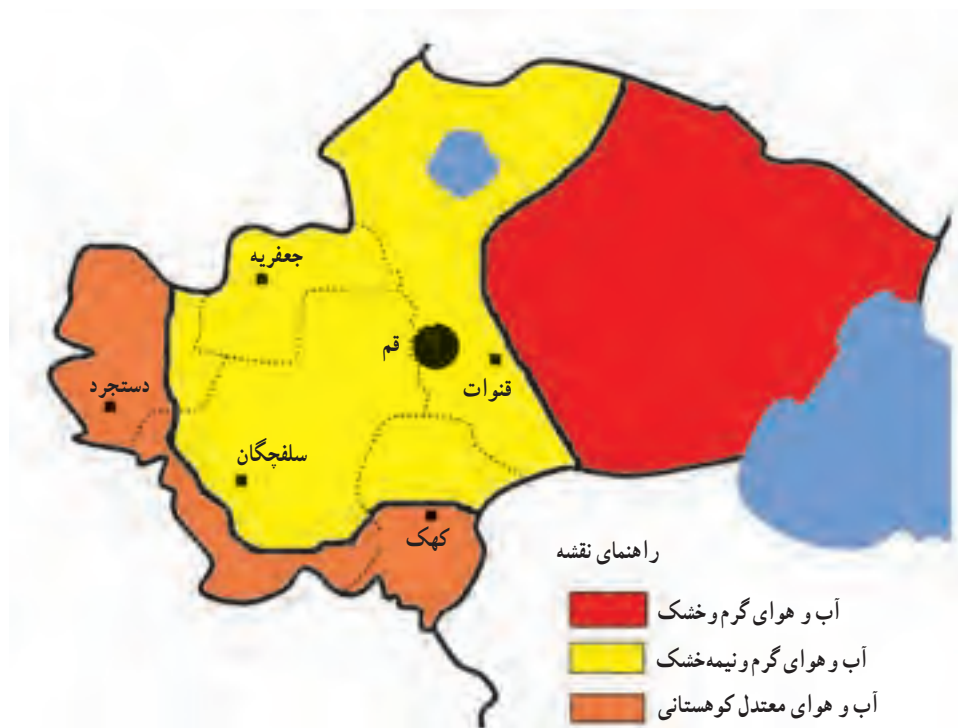 جعفریه
قم
قنوات
دستجرد
سلفچگان
کهک
راهنمای نقشه
آب و هوای گرم و خشک
آب و هوای گرم و نیمه‌خشک
آب و هوای معتدل کوهستانی